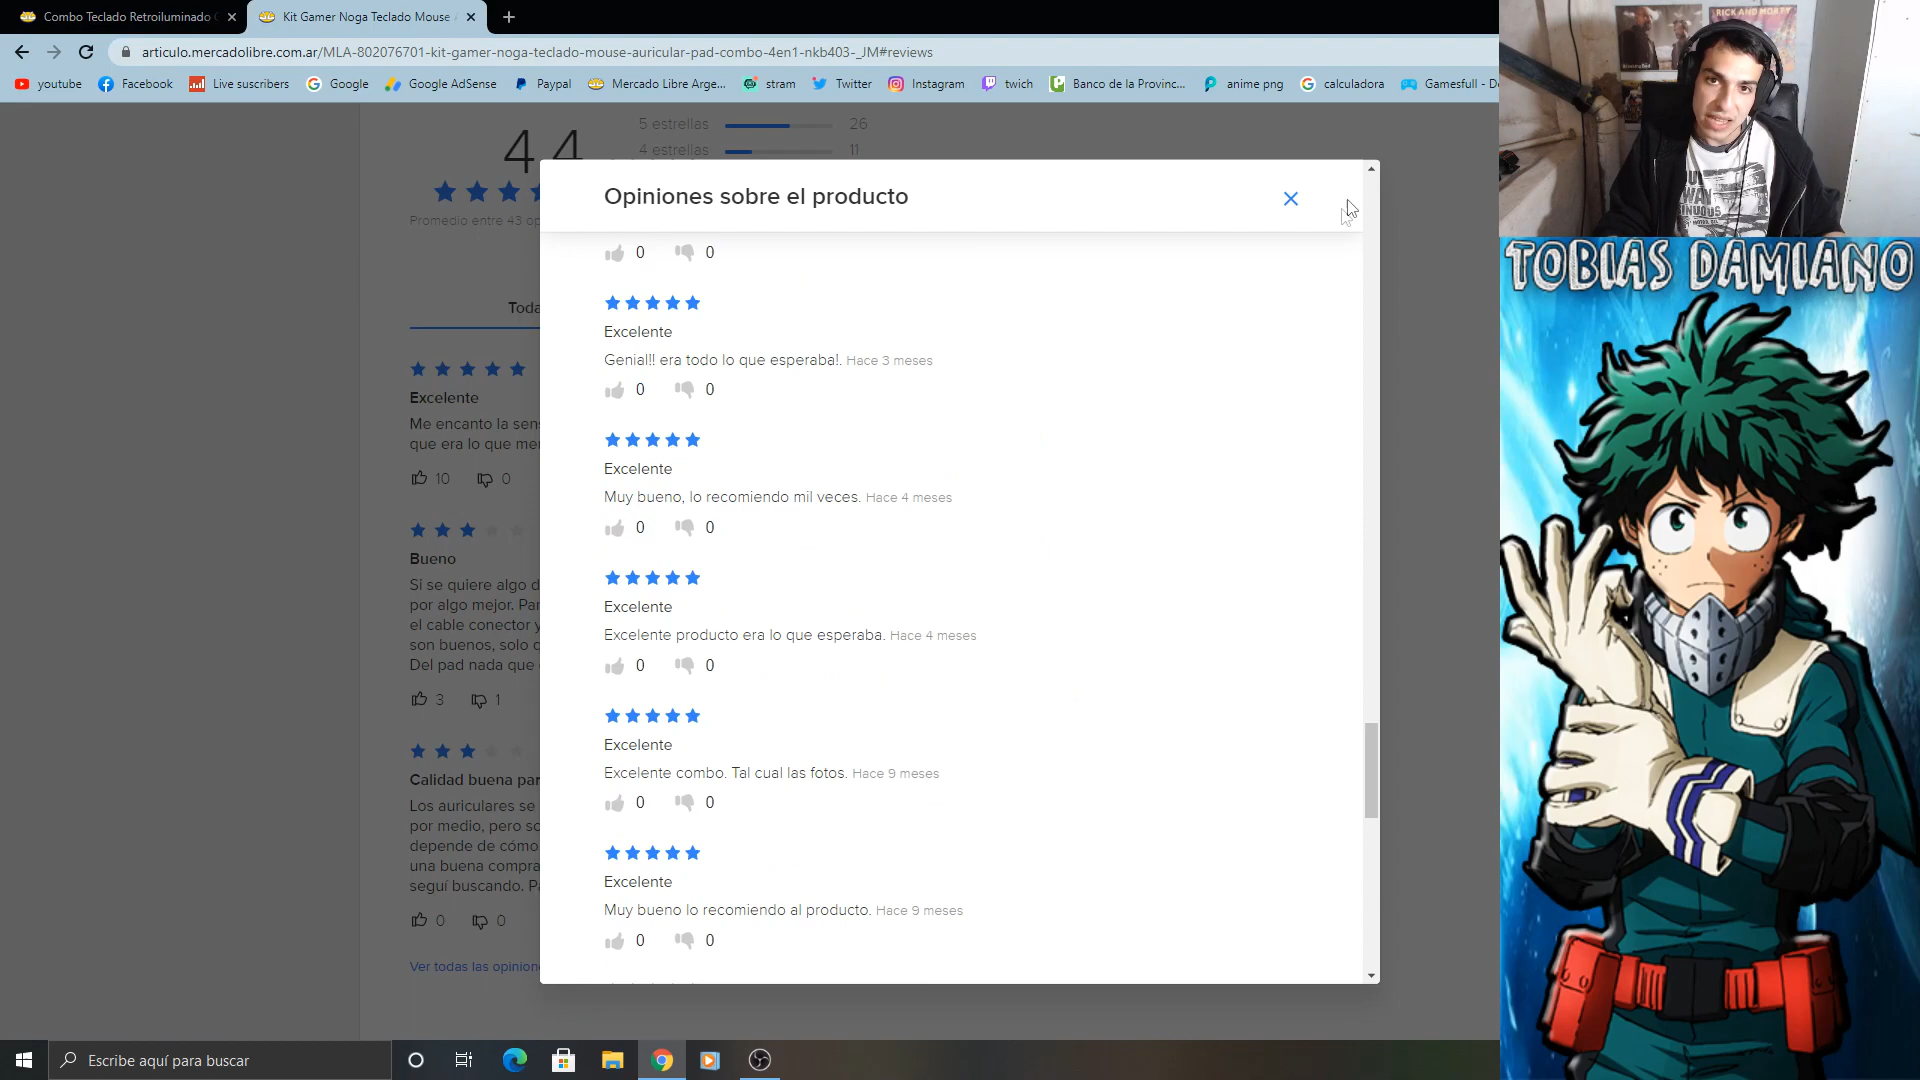 Combo Teclado Retroiluminado
Kit Gamer Noga Teclado Mouse
articulo.mercadolibre.com.ar/MLA-802076701-kit-gamer-noga-teclado-mouse-auricular-pad-combo-4en1-nkb403-_JM#reviews
youtube
Facebook
Live suscribers
Google
Google AdSense
Paypal
Mercado Libre Arge...
stram
Twitter
Instagram
twich
Banco de la Provinc...
anime png
calculadora
Gamesfull - D
RICK AND MORTY
TOBIAS DAMIANO
4.4
5 estrellas 26
4 estrellas 11
Promedio entre 43 op
Toda
Excelente
Me encanto la sen
que era lo que me
10 0
Bueno
Si se quiere algo d
por algo mejor. Par
el cable conector y
son buenos, solo
Del pad nada que
3 1
Calidad buena par
Los auriculares se
por medio, pero so
depende de cómo
una buena compra
seguí buscando. P
0 0
Ver todas las opinion
Opiniones sobre el producto
0 0
Excelente
Genial!! era todo lo que esperaba!. Hace 3 meses
0 0
Excelente
Muy bueno, lo recomiendo mil veces. Hace 4 meses
0 0
Excelente
Excelente producto era lo que esperaba. Hace 4 meses
0 0
Excelente
Excelente combo. Tal cual las fotos. Hace 9 meses
0 0
Excelente
Muy bueno lo recomiendo al producto. Hace 9 meses
0 0
Escribe aquí para buscar